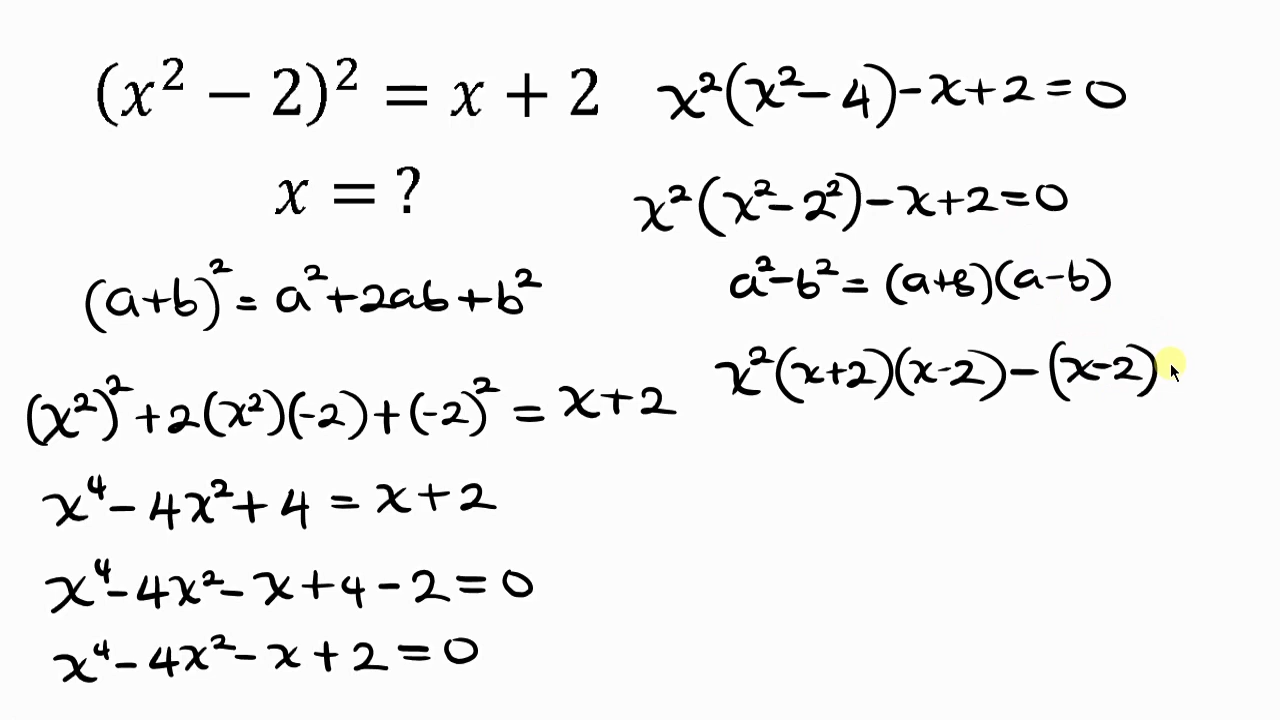 (x² − 2)² = x + 2
x = ?
(a+b)² = a²+2ab+b²
(x²)²+2(x²)(-2)+(-2)² = x+2
x⁴-4x²+4 = x+2
x⁴-4x²-x+4-2=0
x⁴-4x²-x+2=0
x²(x²-4)-x+2=0
x²(x²-2²)-x+2=0
a²-b²=(a+b)(a-b)
x²(x+2)(x-2)-(x-2)